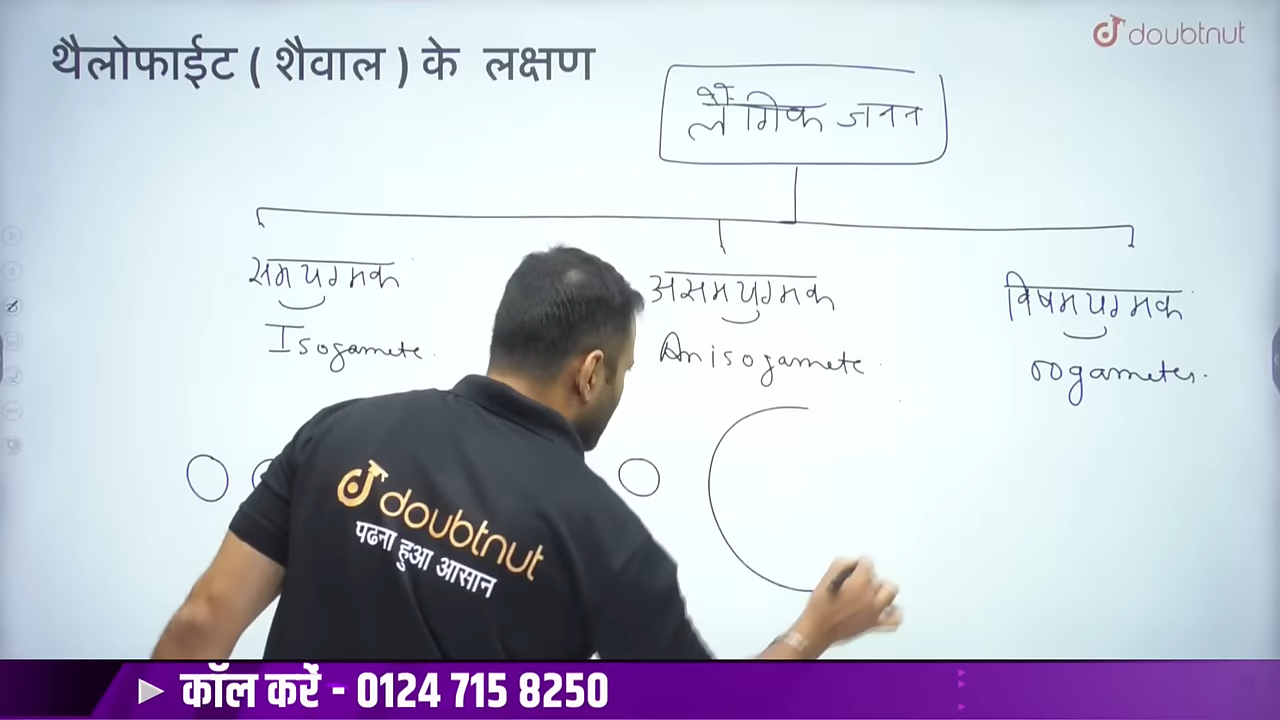 थैलोफाईट ( शैवाल ) के लक्षण
doubtnut
लैंगिक जनन
समयुग्मक
असमयुग्मक
विषमयुग्मक
Isogamete.
Anisogamete.
oogametes.
doubtnut
पढना हुआ आसान
कॉल करें - 0124 715 8250